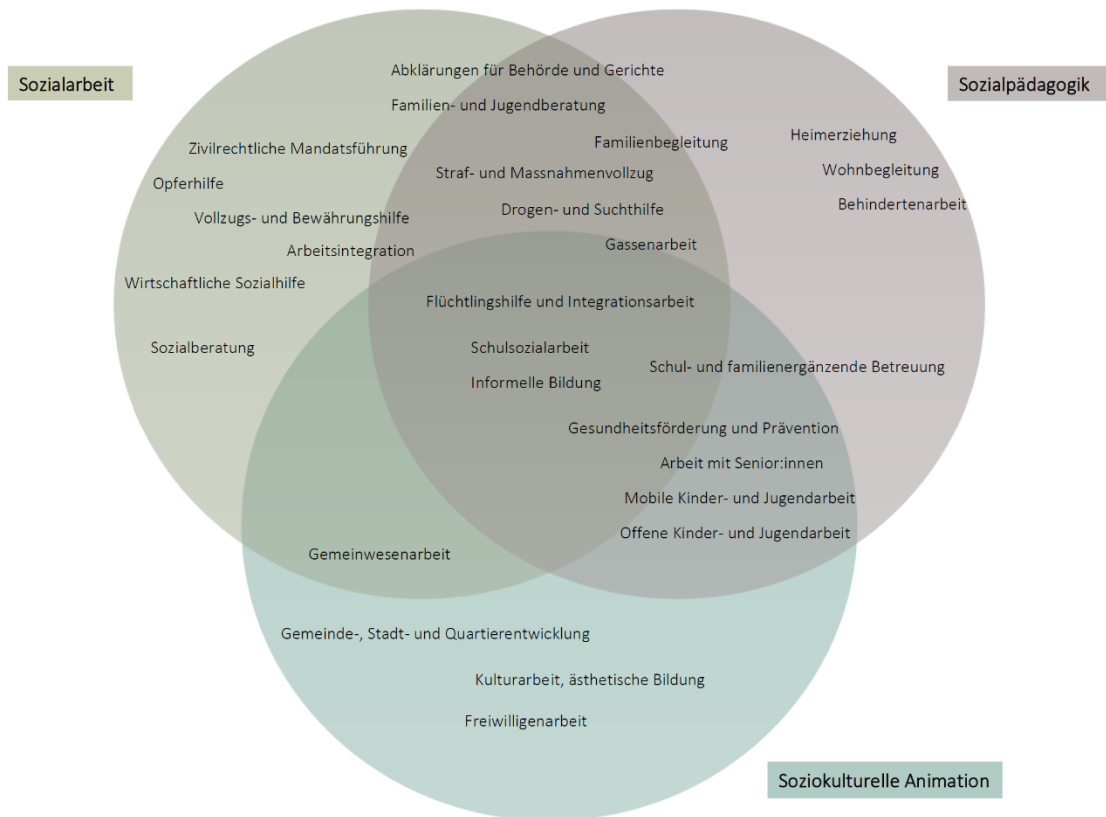 Abklärungen für Behörde und Gerichte
Sozialarbeit
Sozialpädagogik
Familien- und Jugendberatung
Heimerziehung
Familienbegleitung
Zivilrechtliche Mandatsführung
Wohnbegleitung
Straf- und Massnahmenvollzug
Opferhilfe
Behindertenarbeit
Drogen- und Suchthilfe
Vollzugs- und Bewährungshilfe
Gassenarbeit
Arbeitsintegration
Wirtschaftliche Sozialhilfe
Flüchtlingshilfe und Integrationsarbeit
Sozialberatung
Schulsozialarbeit
Schul- und familienergänzende Betreuung
Informelle Bildung
Gesundheitsförderung und Prävention
Arbeit mit Senior:innen
Mobile Kinder- und Jugendarbeit
Offene Kinder- und Jugendarbeit
Gemeinwesenarbeit
Gemeinde-, Stadt- und Quartierentwicklung
Kulturarbeit, ästhetische Bildung
Freiwilligenarbeit
Soziokulturelle Animation